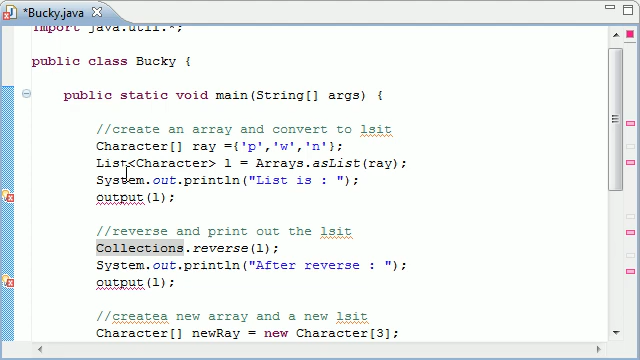 *Bucky.java
import java.util.*;
public class Bucky {
public static void main(String[] args) {
//create an array and convert to lsit
Character[] ray ={'p','w','n'};
List<Character> l = Arrays.asList(ray);
System.out.println("List is : ");
output(l);
//reverse and print out the lsit
Collections.reverse(l);
System.out.println("After reverse : ");
output(l);
//createa new array and a new lsit
Character[] newRay = new Character[3];